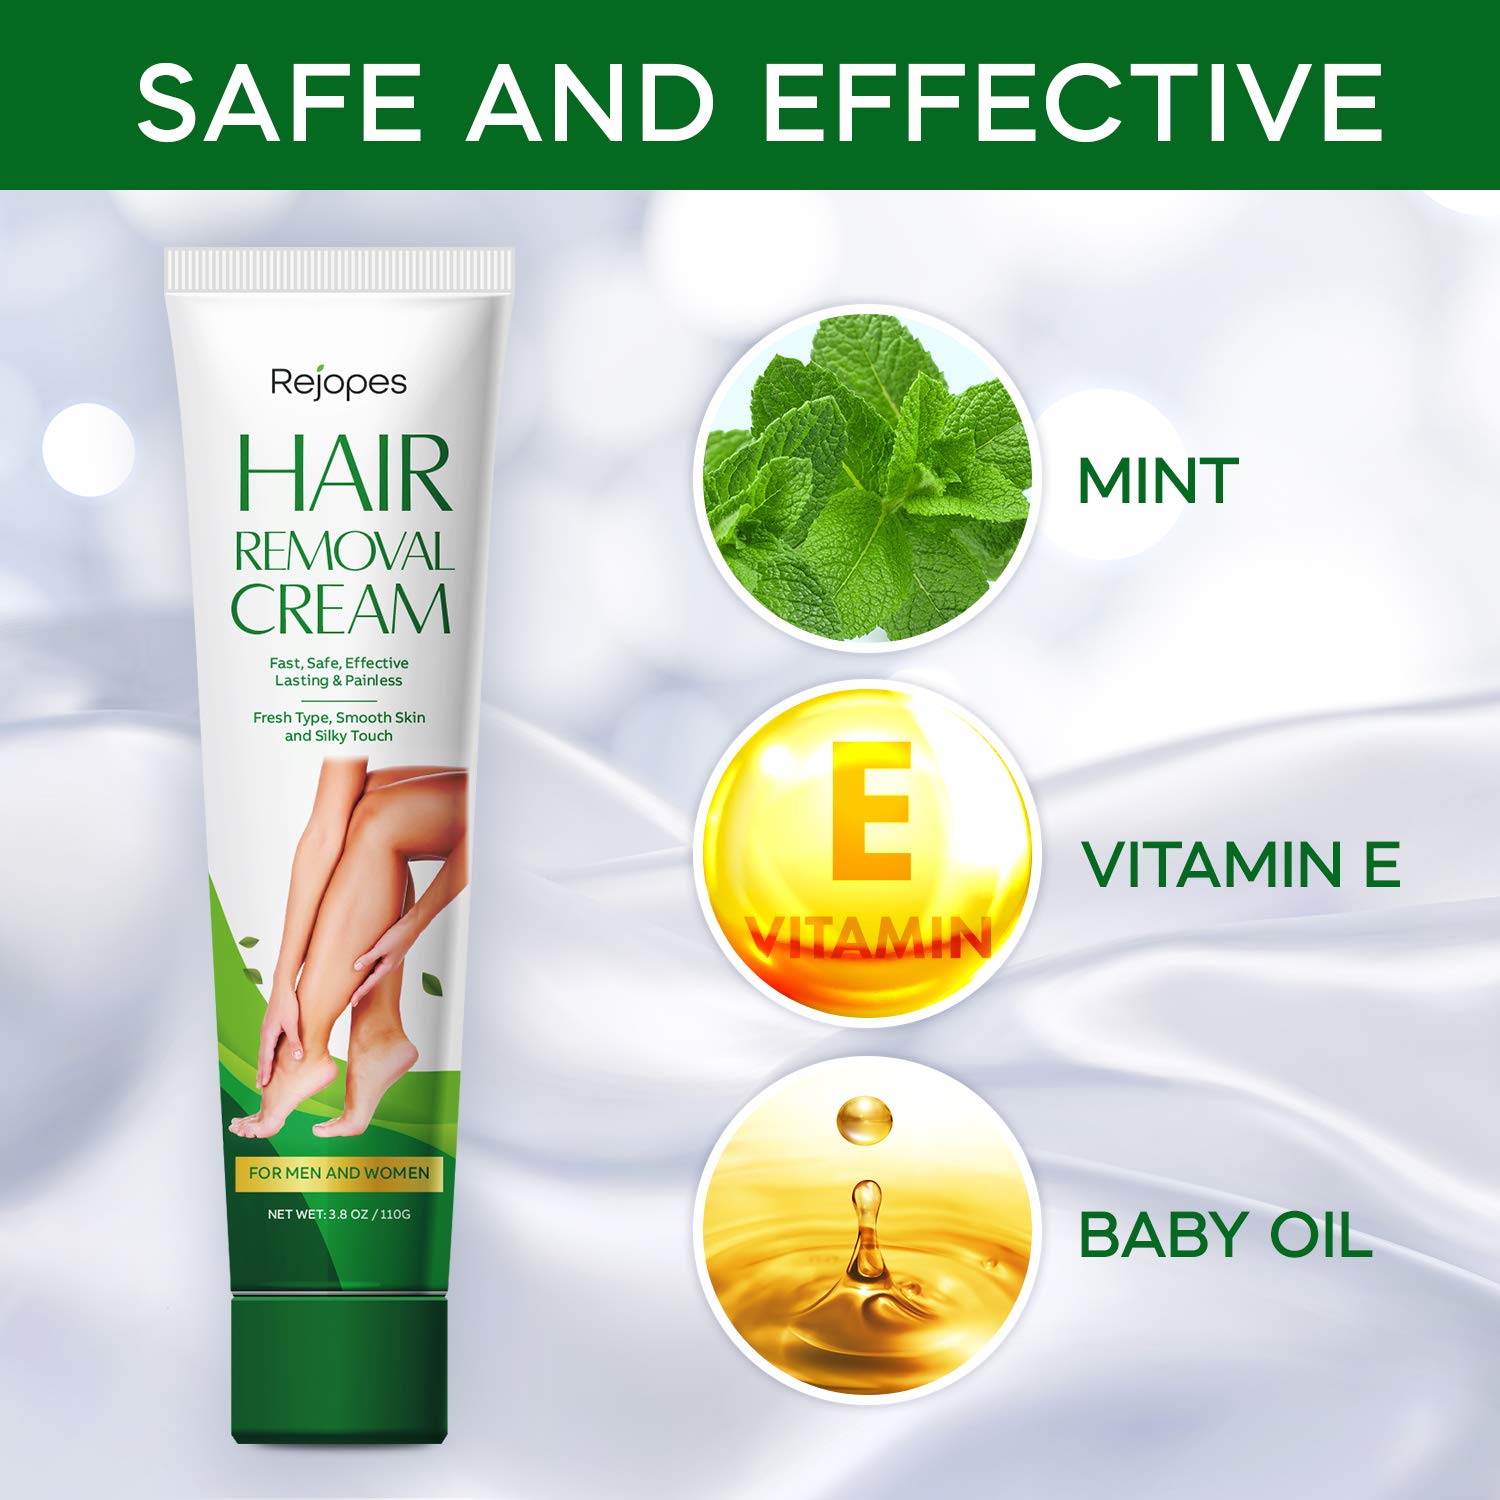 SAFE AND EFFECTIVE
Rejopes
HAIR
REMOVAL
CREAM
Fast, Safe, Effective
Lasting & Painless
Fresh Type, Smooth Skin
and Silky Touch
FOR MEN AND WOMEN
NET WET: 3.8 OZ / 110G
MINT
E
VITAMIN
VITAMIN E
BABY OIL